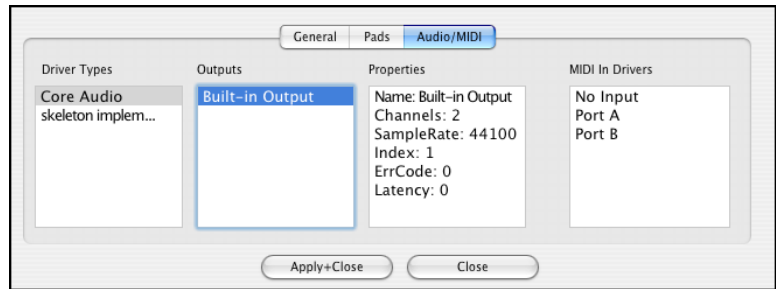 General Pads Audio/MIDI
Driver Types
Core Audio
skeleton implem...
Outputs
Built-in Output
Properties
Name: Built-in Output
Channels: 2
SampleRate: 44100
Index: 1
ErrCode: 0
Latency: 0
MIDI In Drivers
No Input
Port A
Port B
Apply+Close Close